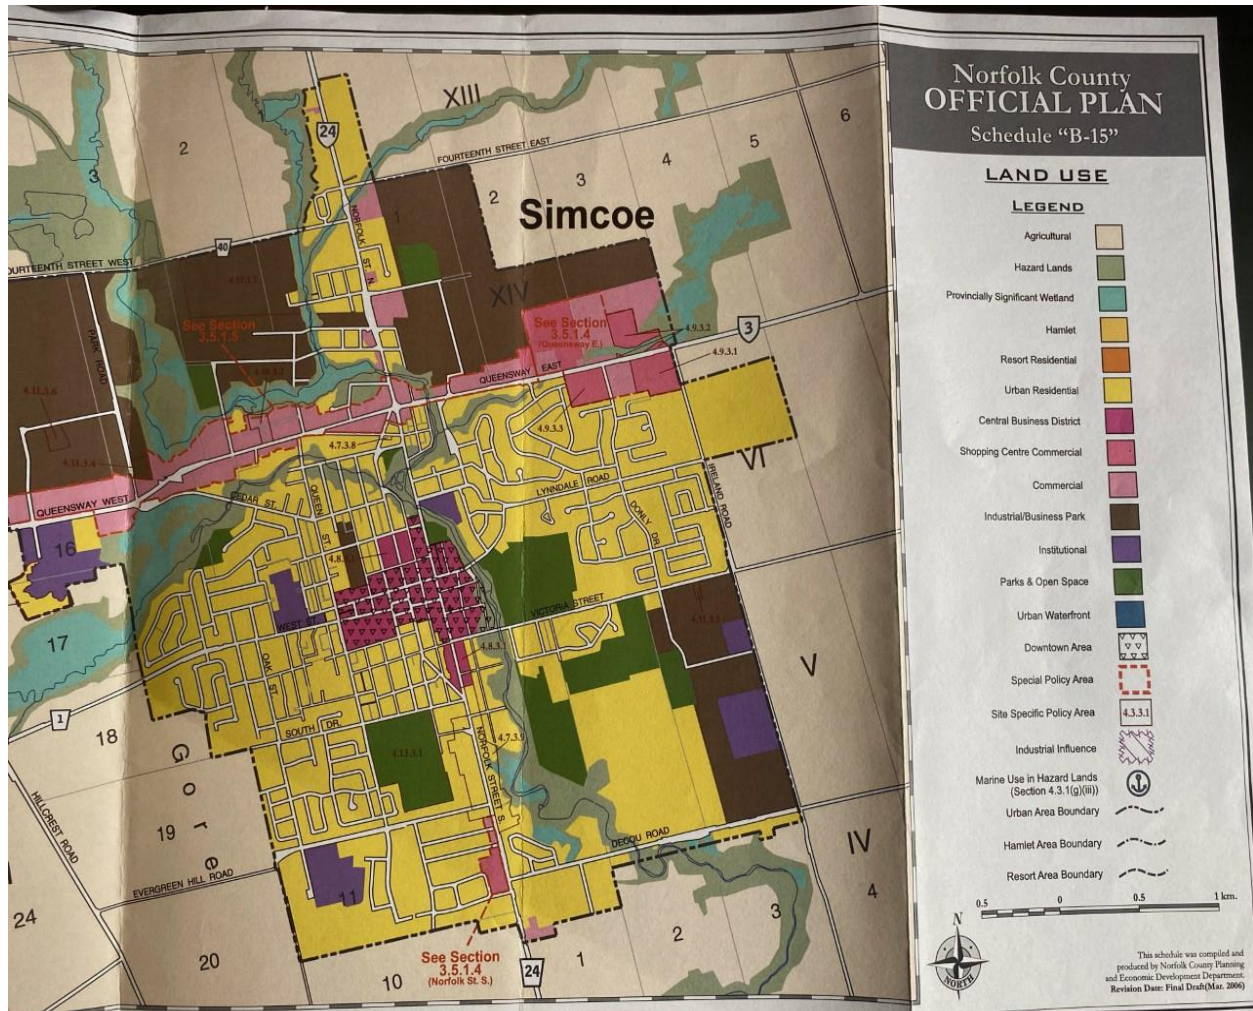 Norfolk County
OFFICIAL PLAN
Schedule "B-15"
LAND USE
LEGEND
Agricultural
Hazard Lands
Provincially Significant Wetland
Hamlet
Resort Residential
Urban Residential
Central Business District
Shopping Centre Commercial
Commercial
Industrial/Business Park
Institutional
Parks & Open Space
Urban Waterfront
Downtown Area
Special Policy Area
Site Specific Policy Area
4.3.3.1
Industrial Influence
Marine Use in Hazard Lands
(Section 4.3.1(g)(iii))
Urban Area Boundary
Hamlet Area Boundary
Resort Area Boundary
0.5
0
0.5
1 km.
N
NORTH
This schedule was compiled and
produced by Norfolk County Planning
and Economic Development Department.
Revision Date: Final Draft(Mar. 2006)
XIII
24
2
3
FOURTEENTH STREET EAST
6
5
4
3
2
1
Simcoe
NORFOLK ST. N.
40
FOURTEENTH STREET WEST
XIV
PARK ROAD
See Section
3.5.1.5
See Section
3.5.1.4
(Queensway E.)
4.9.3.2
3
4.9.3.1
QUEENSWAY EAST
4.11.3.6
4.11.3.4
4.7.3.8
4.9.3.3
QUEENSWAY WEST
CEDAR ST.
QUEEN ST.
LYNNDALE ROAD
DONLY DR.
IRELAND ROAD
VI
16
17
WEST ST.
VICTORIA STREET
OAK ST.
V
1
18
SOUTH DR.
4.13.3.1
4.7.3.9
NORFOLK STREET S.
Gore
HILLCREST ROAD
19
EVERGREEN HILL ROAD
DECOU ROAD
IV
4
11
24
20
10
See Section
3.5.1.4
(Norfolk St. S.)
24
1
2
3